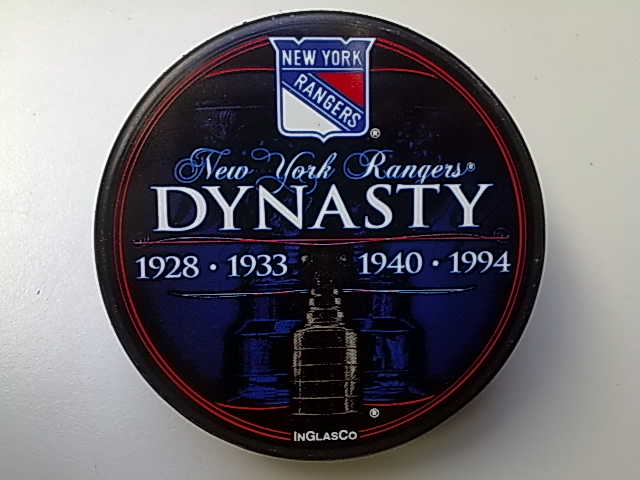 NEW YORK
RANGERS
®
New York Rangers®
DYNASTY
1928 • 1933 1940 • 1994
®
INGLASCO